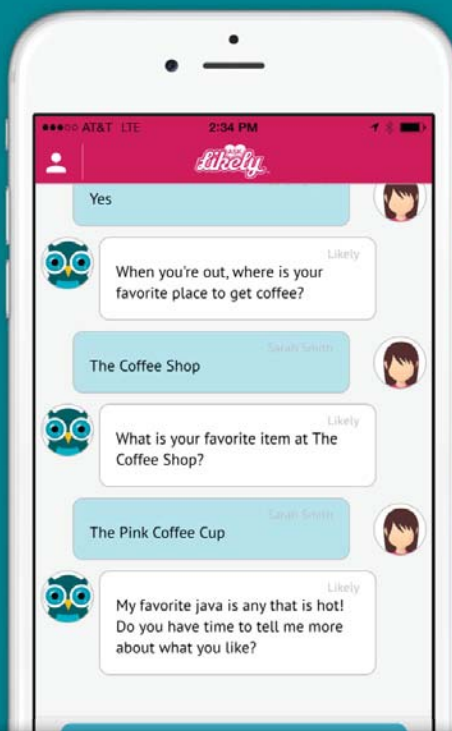 AT&T LTE 2:34 PM
ASK
Likely
Yes
Likely
When you're out, where is your
favorite place to get coffee?
Sarah Smith
The Coffee Shop
Likely
What is your favorite item at The
Coffee Shop?
Sarah Smith
The Pink Coffee Cup
Likely
My favorite java is any that is hot!
Do you have time to tell me more
about what you like?